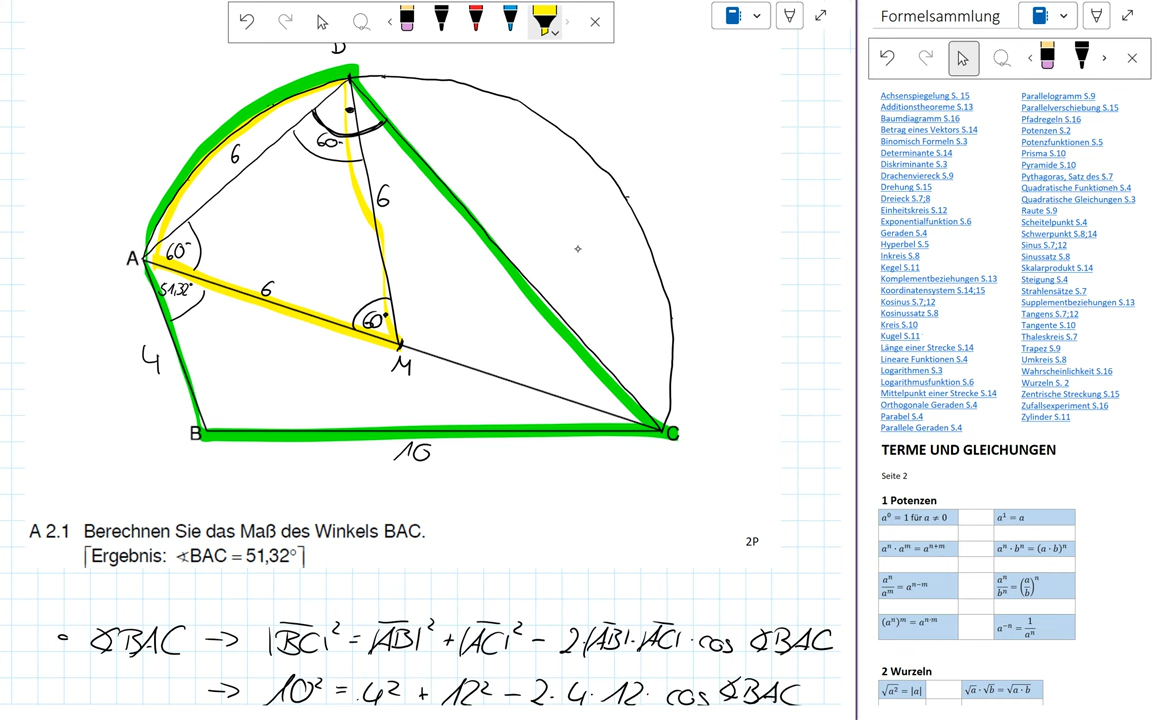 Formelsammlung
D
6
60°
6
A
60°
51,32°
6
60°
4
M
B
C
10
A 2.1 Berechnen Sie das Maß des Winkels BAC.
⌈Ergebnis: ∢BAC = 51,32°⌉
2P
• ∢BAC → |BC|² = |AB|² + |AC|² − 2·|AB|·|AC|·cos ∢BAC
→ 10² = 4² + 12² − 2·4·12· cos ∢BAC
Achsenspiegelung S. 15
Additionstheoreme S.13
Baumdiagramm S.16
Betrag eines Vektors S.14
Binomisch Formeln S.3
Determinante S.14
Diskriminante S.3
Drachenviereck S.9
Drehung S.15
Dreieck S.7;8
Einheitskreis S.12
Exponentialfunktion S.6
Geraden S.4
Hyperbel S.5
Inkreis S.8
Kegel S.11
Komplementbeziehungen S.13
Koordinatensystem S.14;15
Kosinus S.7;12
Kosinussatz S.8
Kreis S.10
Kugel S.11
Länge einer Strecke S.14
Lineare Funktionen S.4
Logarithmen S.3
Logarithmusfunktion S.6
Mittelpunkt einer Strecke S.14
Orthogonale Geraden S.4
Parabel S.4
Parallele Geraden S.4
Parallelogramm S.9
Parallelverschiebung S.15
Pfadregeln S.16
Potenzen S.2
Potenzfunktionen S.5
Prisma S.10
Pyramide S.10
Pythagoras, Satz des S.7
Quadratische Funktionen S.4
Quadratische Gleichungen S.3
Raute S.9
Scheitelpunkt S.4
Schwerpunkt S.8;14
Sinus S.7;12
Sinussatz S.8
Skalarprodukt S.14
Steigung S.4
Strahlensätze S.7
Supplementbeziehungen S.13
Tangens S.7;12
Tangente S.10
Thaleskreis S.7
Trapez S.9
Umkreis S.8
Wahrscheinlichkeit S.16
Wurzeln S. 2
Zentrische Streckung S.15
Zufallsexperiment S.16
Zylinder S.11
TERME UND GLEICHUNGEN
Seite 2
1 Potenzen
a⁰ = 1 für a ≠ 0 a¹ = a
aⁿ · aᵐ = aⁿ⁺ᵐ aⁿ · bⁿ = (a · b)ⁿ
aⁿ/aᵐ = aⁿ⁻ᵐ aⁿ/bⁿ = (a/b)ⁿ
(aⁿ)ᵐ = aⁿ·ᵐ a⁻ⁿ = 1/aⁿ
2 Wurzeln
√a² = |a| √a · √b = √a · b